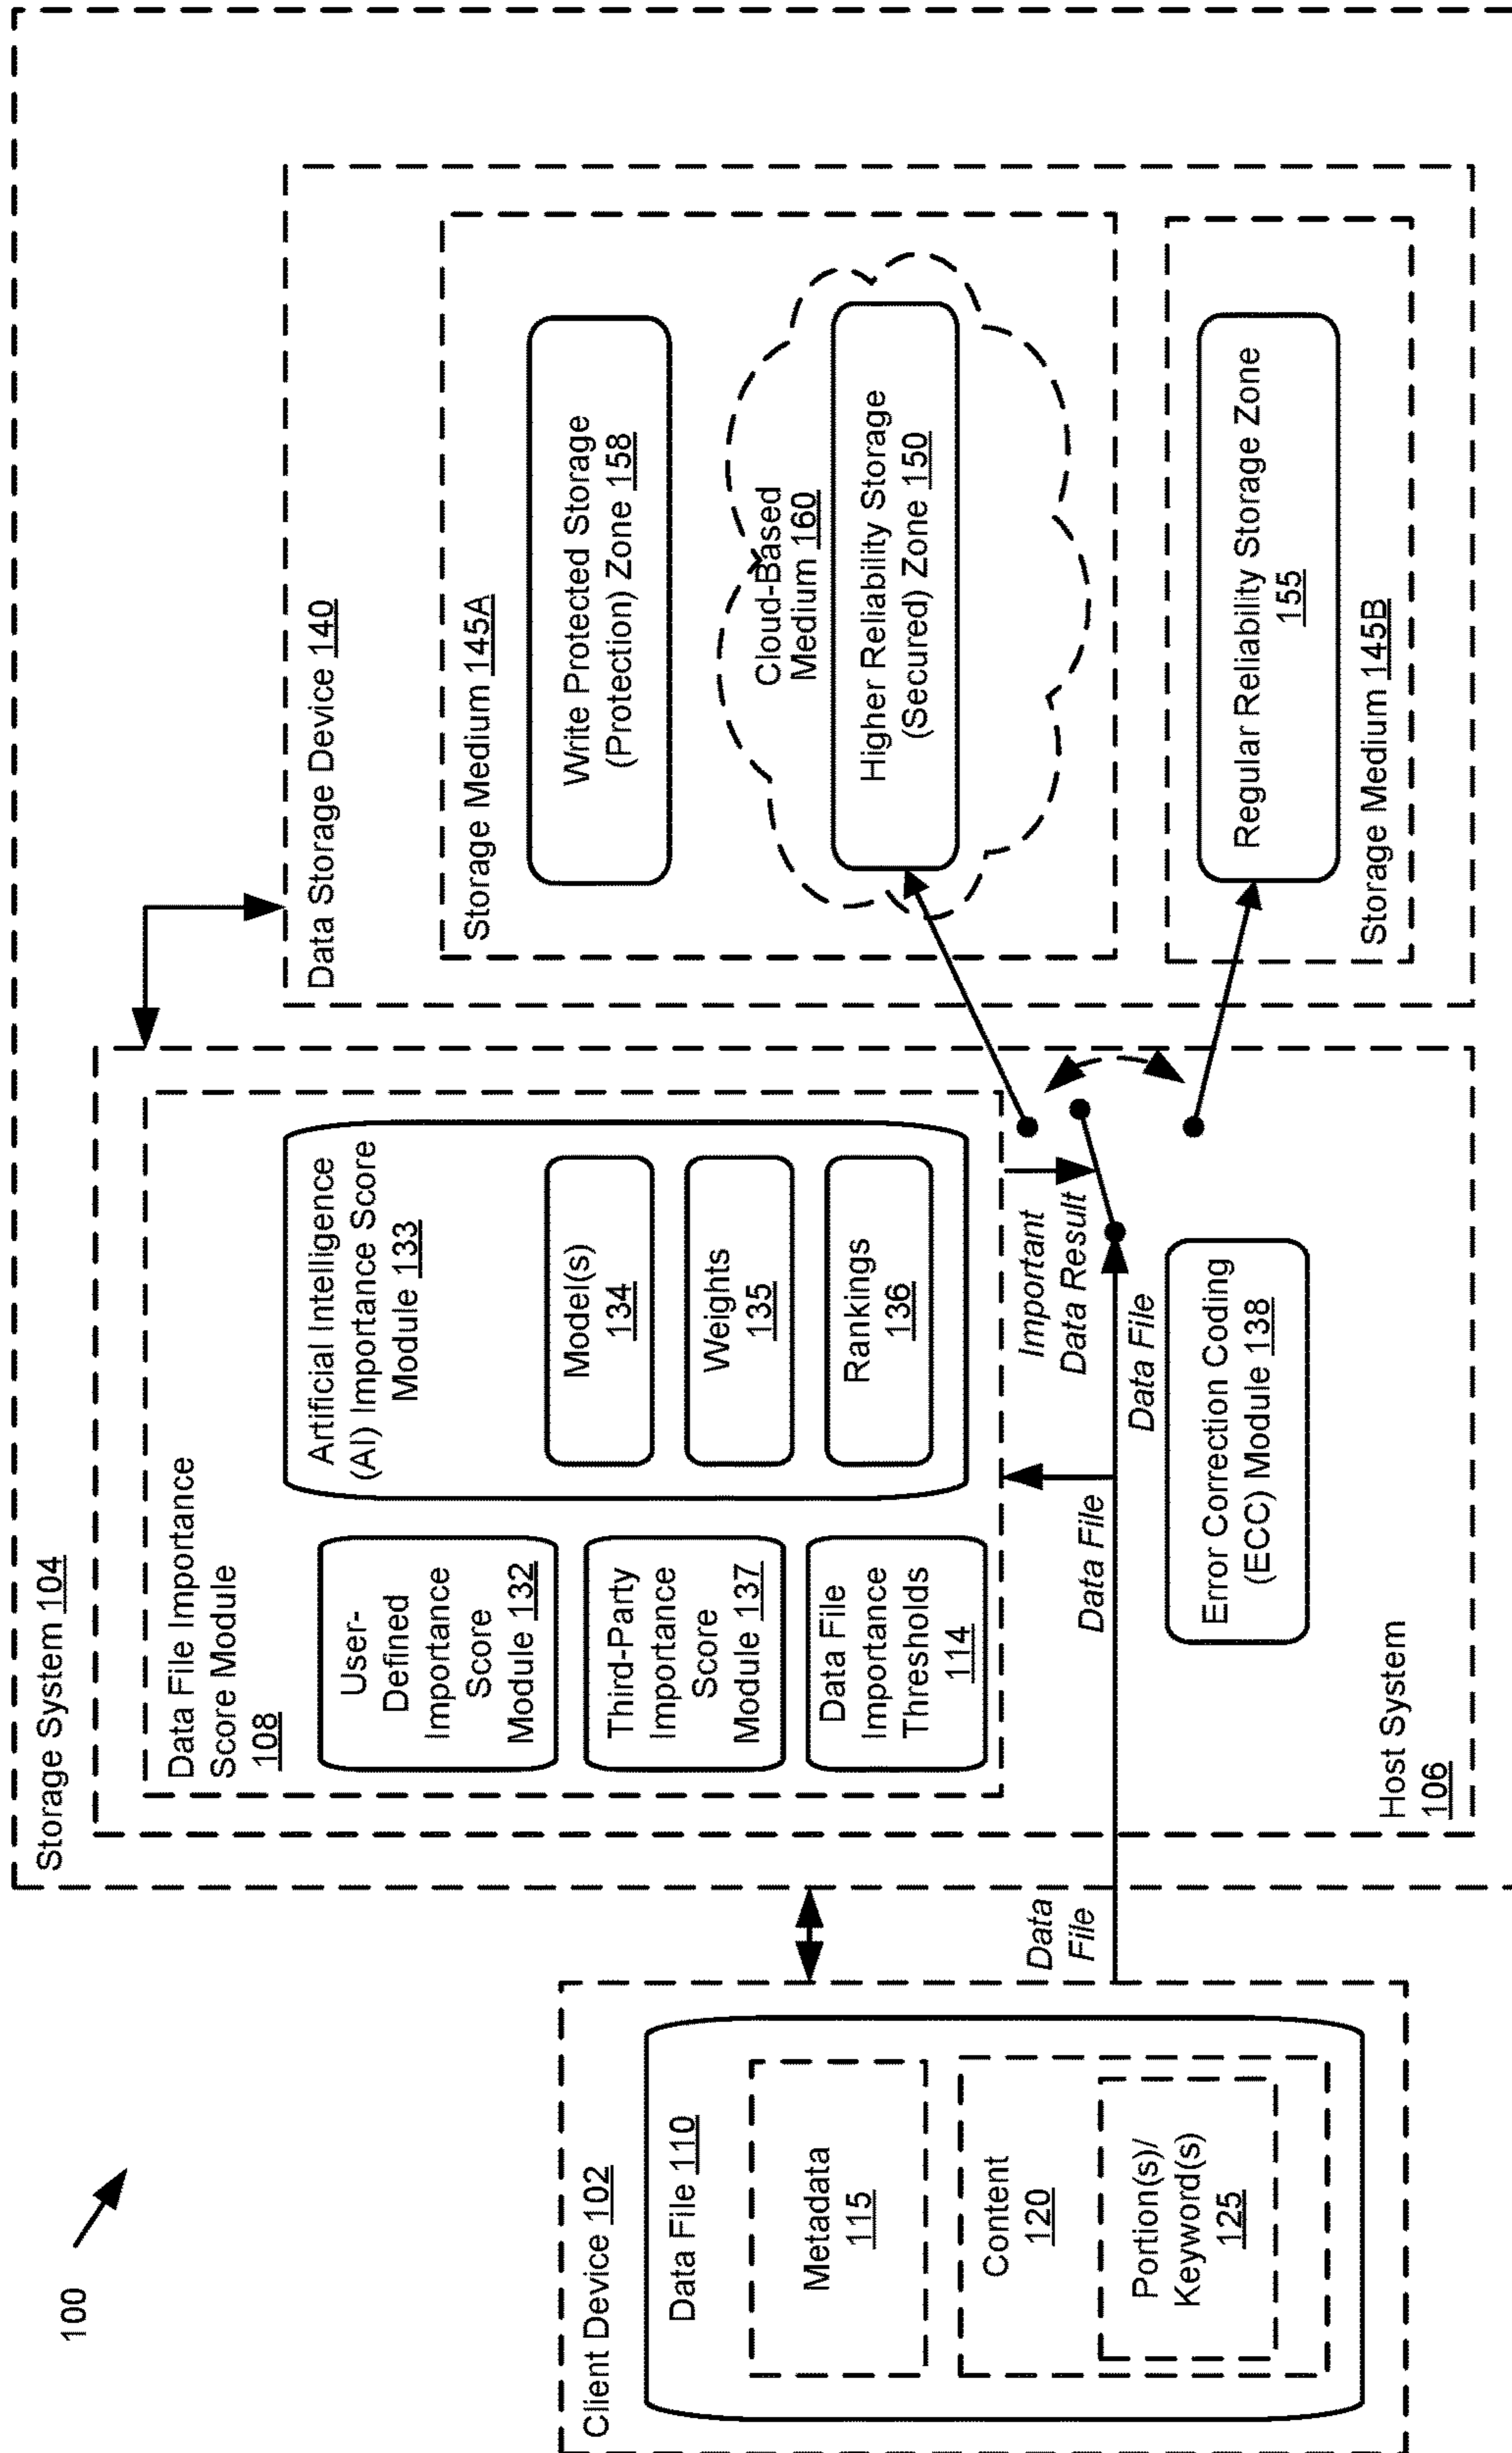 100
Client Device 102
Data File 110
Metadata
115
Content
120
Portion(s)/
Keyword(s)
125
Data
File
Storage System 104
Data File Importance
Score Module
108
User-
Defined
Importance
Score
Module 132
Third-Party
Importance
Score
Module 137
Data File
Importance
Thresholds
114
Artificial Intelligence
(AI) Importance Score
Module 133
Model(s)
134
Weights
135
Rankings
136
Data File
Important
Data Result
Data File
Error Correction Coding
(ECC) Module 138
Host System
106
Data Storage Device 140
Storage Medium 145A
Write Protected Storage
(Protection) Zone 158
Cloud-Based
Medium 160
Higher Reliability Storage
(Secured) Zone 150
Regular Reliability Storage Zone
155
Storage Medium 145B